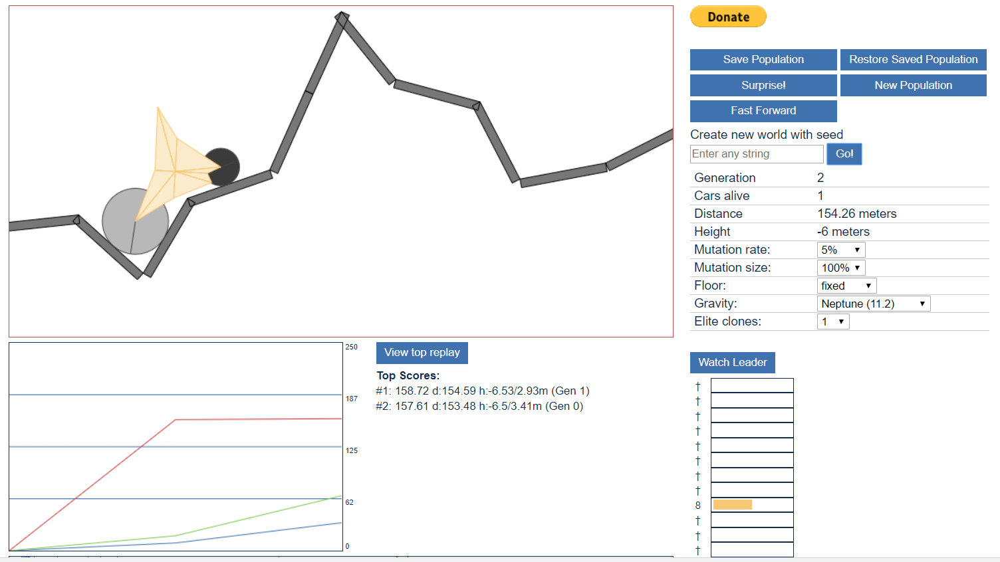 Donate
Save Population
Restore Saved Population
Surprise!
New Population
Fast Forward
Create new world with seed
Enter any string
Go!
Generation 2
Cars alive 1
Distance 154.26 meters
Height -6 meters
Mutation rate: 5%
Mutation size: 100%
Floor: fixed
Gravity: Neptune (11.2)
Elite clones: 1
250
187
125
62
0
View top replay
Top Scores:
#1: 158.72 d:154.59 h:-6.53/2.93m (Gen 1)
#2: 157.61 d:153.48 h:-6.5/3.41m (Gen 0)
Watch Leader
†
†
†
†
†
†
†
†
8
†
†
†